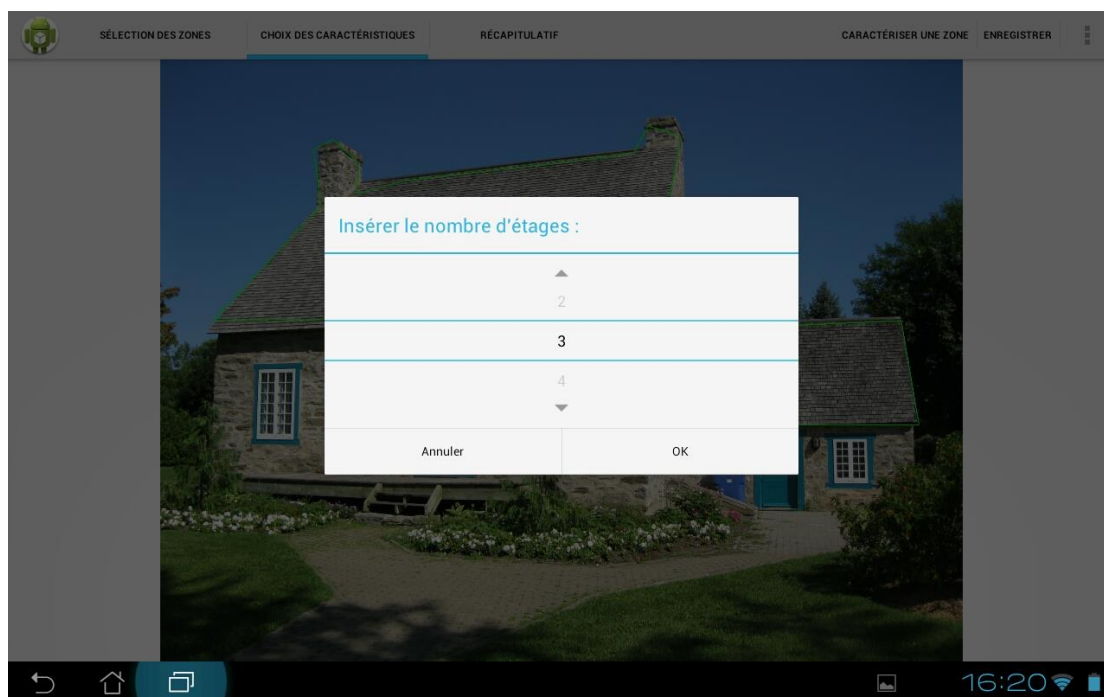 SÉLECTION DES ZONES
CHOIX DES CARACTÉRISTIQUES
RÉCAPITULATIF
CARACTÉRISER UNE ZONE
ENREGISTRER
Insérer le nombre d'étages :
2
3
4
Annuler
OK
16:20